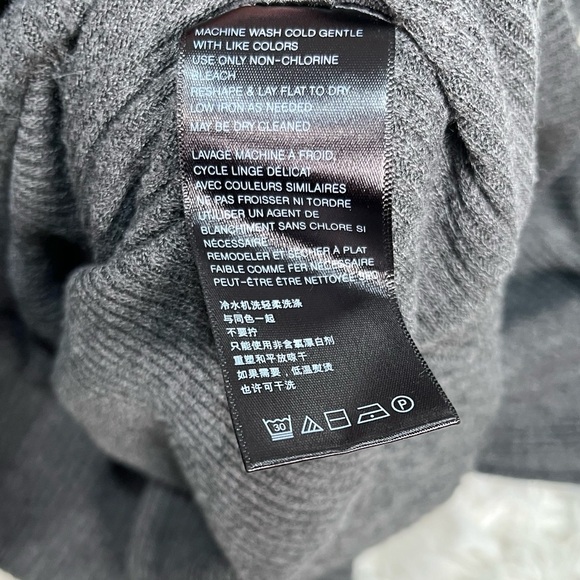 MACHINE WASH COLD GENTLE
WITH LIKE COLORS
USE ONLY NON-CHLORINE
BLEACH
RESHAPE & LAY FLAT TO DRY
LOW IRON AS NEEDED
MAY BE DRY CLEANED
LAVAGE MACHINE À FROID,
CYCLE LINGE DÉLICAT
AVEC COULEURS SIMILAIRES
NE PAS FROISSER NI TORDRE
UTILISER UN AGENT DE
BLANCHIMENT SANS CHLORE SI
NÉCESSAIRE
REMODELER ET SÉCHER À PLAT
FAIBLE COMME FER NÉCESSAIRE
PEUT-ÊTRE ÊTRE NETTOYÉE
冷水机洗轻柔洗涤
与同色一起
不要拧
只能使用非含氯漂白剂
重塑和平放晾干
如果需要，低温熨烫
也许可干洗
30
P